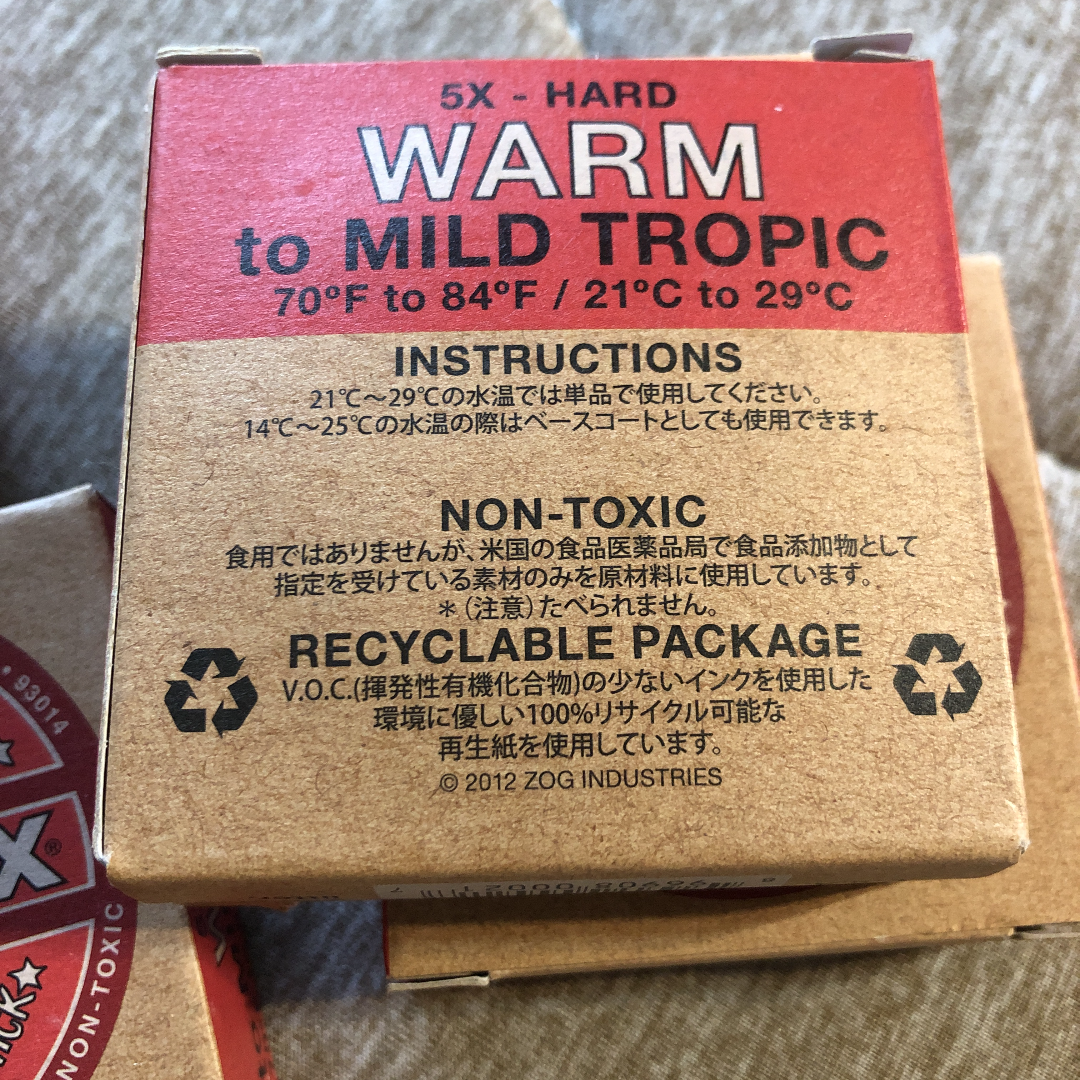 5X - HARD
WARM
to MILD TROPIC
70ºF to 84ºF / 21ºC to 29ºC
INSTRUCTIONS
21℃～29℃の水温では単品で使用してください。
14℃～25℃の水温の際はベースコートとしても使用できます。
NON-TOXIC
食用ではありませんが、米国の食品医薬品局で食品添加物として
指定を受けている素材のみを原材料に使用しています。
＊（注意）たべられません。
RECYCLABLE PACKAGE
V.O.C.(揮発性有機化合物)の少ないインクを使用した
環境に優しい100%リサイクル可能な
再生紙を使用しています。
© 2012 ZOG INDUSTRIES
• 93014
X®
NON-TOXIC